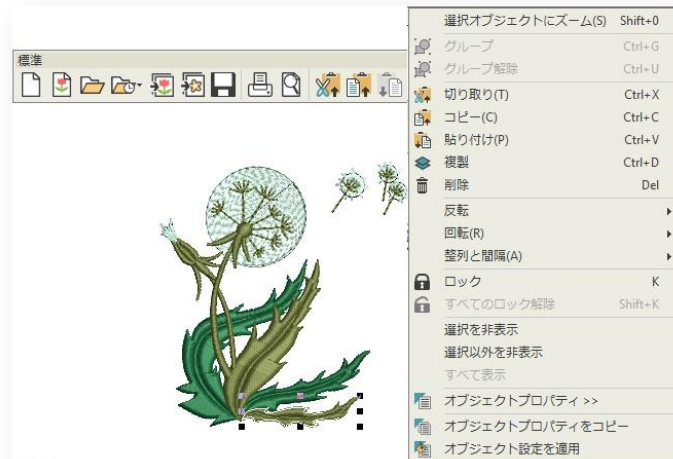 標準
選択オブジェクトにズーム(S) Shift+0
グループ Ctrl+G
グループ解除 Ctrl+U
切り取り(T) Ctrl+X
コピー(C) Ctrl+C
貼り付け(P) Ctrl+V
複製 Ctrl+D
削除 Del
反転
回転(R)
整列と間隔(A)
ロック K
すべてのロック解除 Shift+K
選択を非表示
選択以外を非表示
すべて表示
オブジェクトプロパティ >>
オブジェクトプロパティをコピー
オブジェクト設定を適用